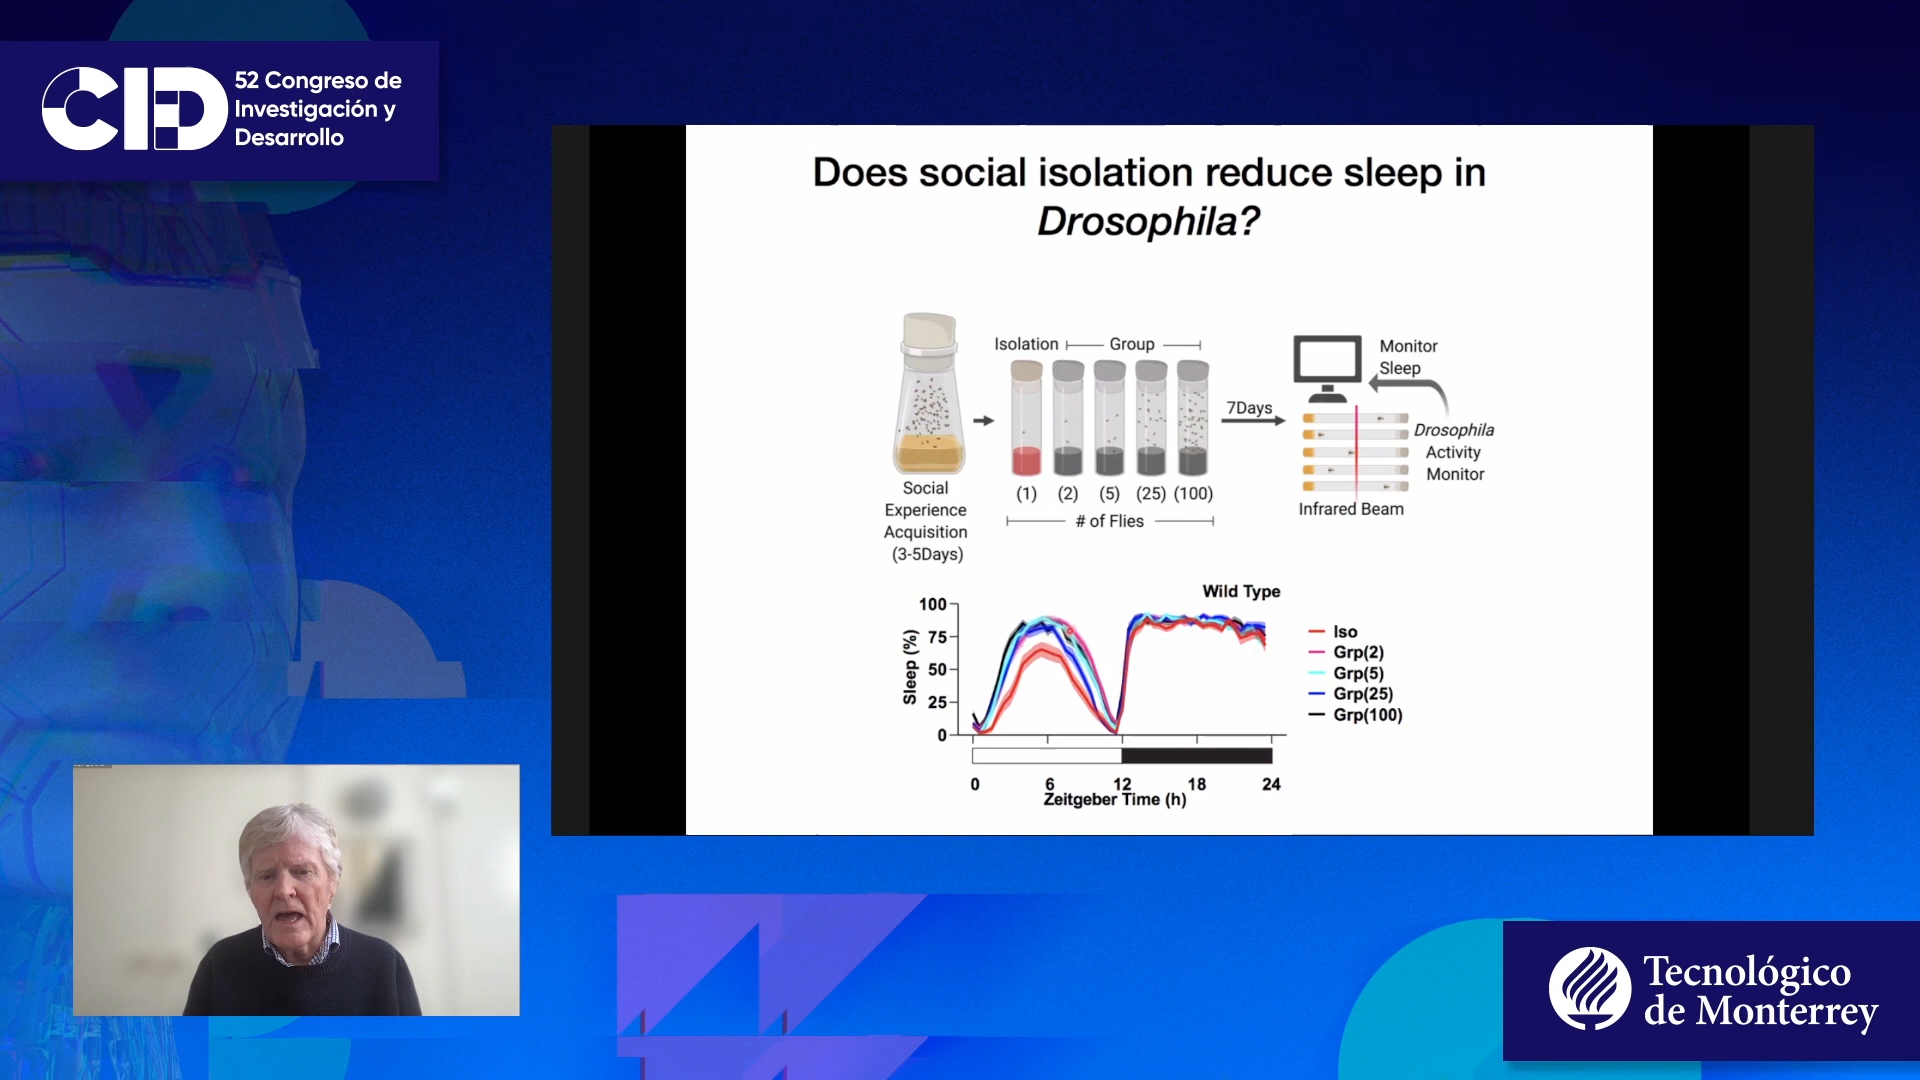 CID
52 Congreso de
Investigación y
Desarrollo
Does social isolation reduce sleep in
Drosophila?
Isolation
Group
Social
Experience
Acquisition
(3-5Days)
(1) (2) (5) (25) (100)
# of Flies
7Days
Monitor
Sleep
Drosophila
Activity
Monitor
Infrared Beam
Wild Type
Sleep (%)
100
75
50
25
0
0 6 12 18 24
Zeitgeber Time (h)
Iso
Grp(2)
Grp(5)
Grp(25)
Grp(100)
Tecnológico
de Monterrey